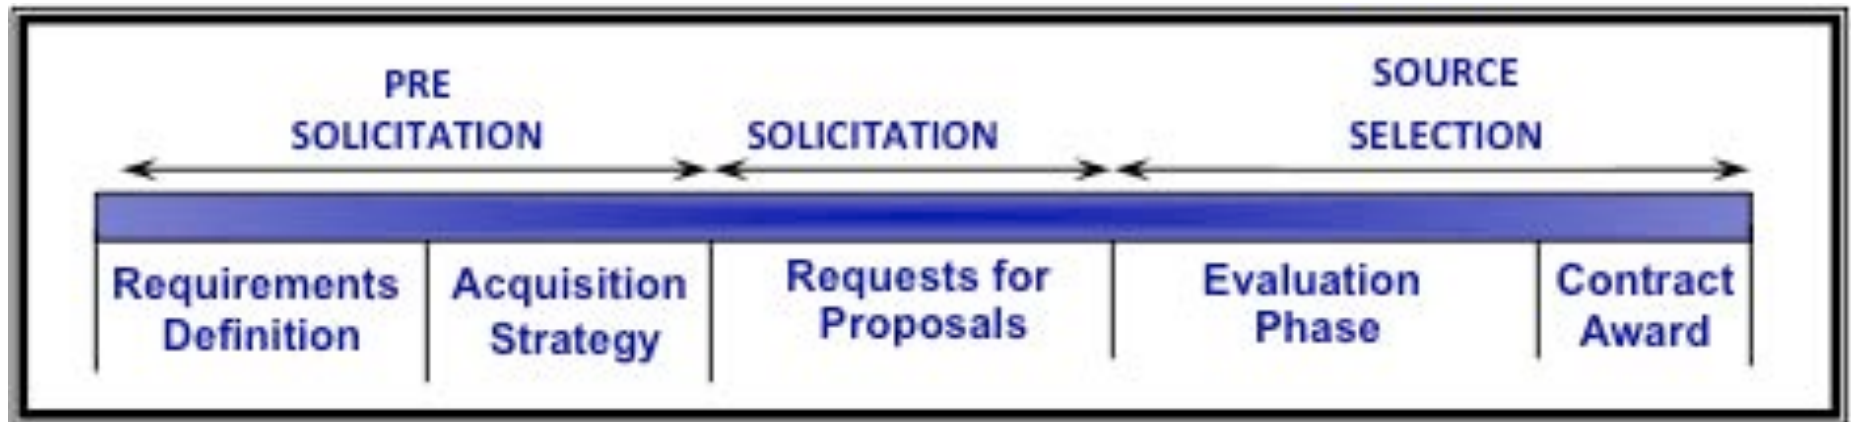 PRE
SOLICITATION
SOLICITATION
SOURCE
SELECTION
Requirements
Definition
Acquisition
Strategy
Requests for
Proposals
Evaluation
Phase
Contract
Award